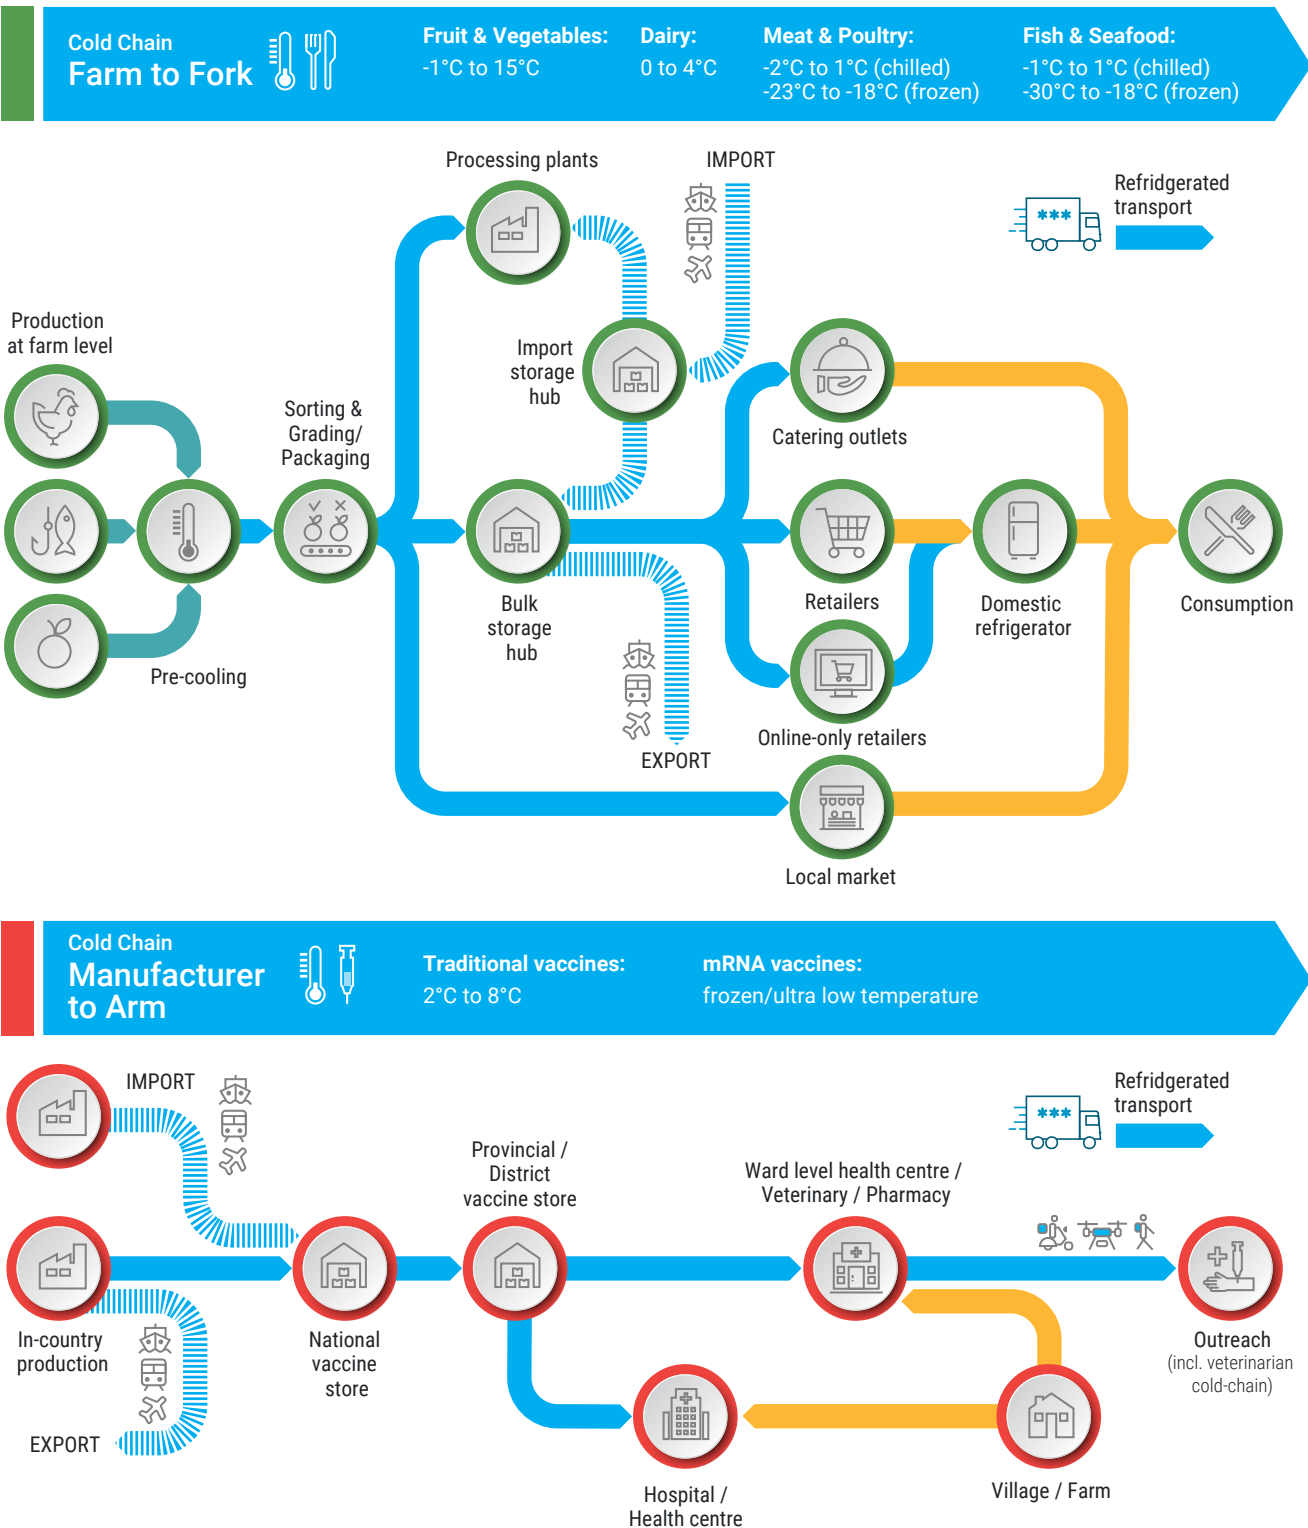 Cold Chain
Farm to Fork
Fruit & Vegetables:
-1°C to 15°C
Dairy:
0 to 4°C
Meat & Poultry:
-2°C to 1°C (chilled)
-23°C to -18°C (frozen)
Fish & Seafood:
-1°C to 1°C (chilled)
-30°C to -18°C (frozen)
Processing plants
IMPORT
Refridgerated
transport
Production
at farm level
Import
storage
hub
Sorting &
Grading/
Packaging
Catering outlets
Pre-cooling
Bulk
storage
hub
Retailers
Domestic
refrigerator
Consumption
Online-only retailers
EXPORT
Local market
Cold Chain
Manufacturer
to Arm
Traditional vaccines:
2°C to 8°C
mRNA vaccines:
frozen/ultra low temperature
IMPORT
Refridgerated
transport
Provincial /
District
vaccine store
Ward level health centre /
Veterinary / Pharmacy
In-country
production
National
vaccine
store
Outreach
(incl. veterinarian
cold-chain)
EXPORT
Hospital /
Health centre
Village / Farm